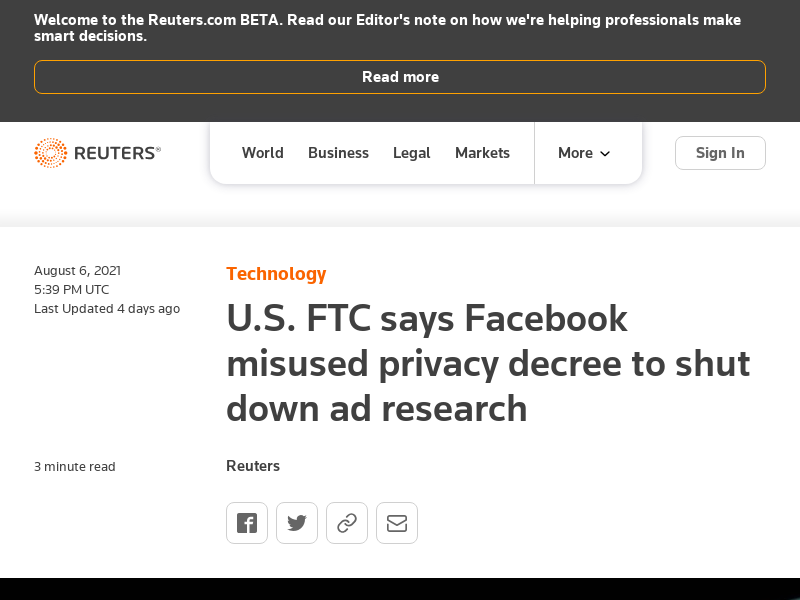 Welcome to the Reuters.com BETA. Read our Editor's note on how we're helping professionals make
smart decisions.
Read more
REUTERS®
World
Business
Legal
Markets
More
Sign In
August 6, 2021
5:39 PM UTC
Last Updated 4 days ago
Technology
U.S. FTC says Facebook
misused privacy decree to shut
down ad research
3 minute read
Reuters